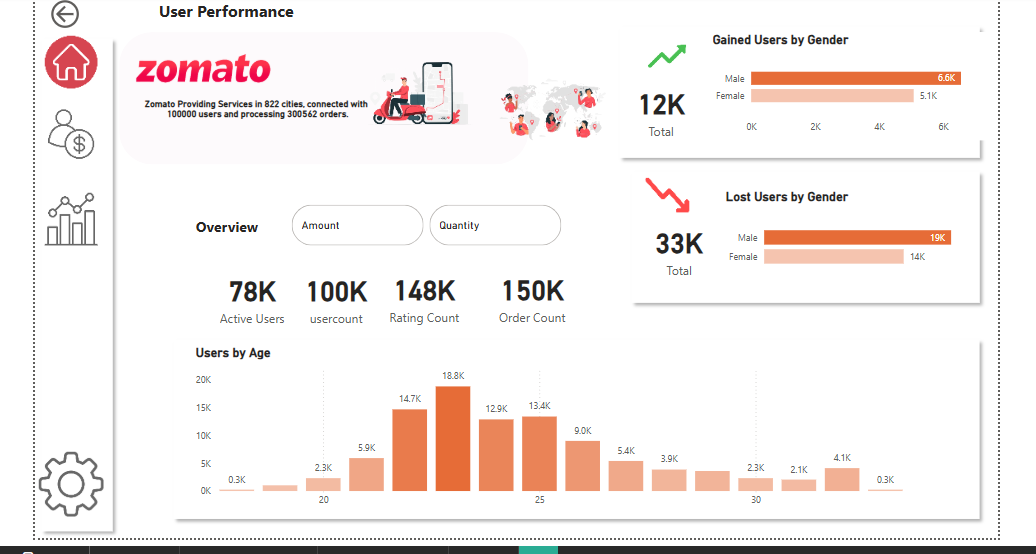 User Performance
zomato
Zomato Providing Services in 822 cities, connected with
100000 users and processing 300562 orders.
Gained Users by Gender
12K
Total
Male
6.6K
Female
5.1K
0K
2K
4K
6K
Lost Users by Gender
33K
Total
Male
19K
Female
14K
Overview
Amount
Quantity
78K
Active Users
100K
usercount
148K
Rating Count
150K
Order Count
Users by Age
20K
15K
10K
5K
0K
0.3K
2.3K
5.9K
14.7K
18.8K
12.9K
13.4K
9.0K
5.4K
3.9K
2.3K
2.1K
4.1K
0.3K
20
25
30